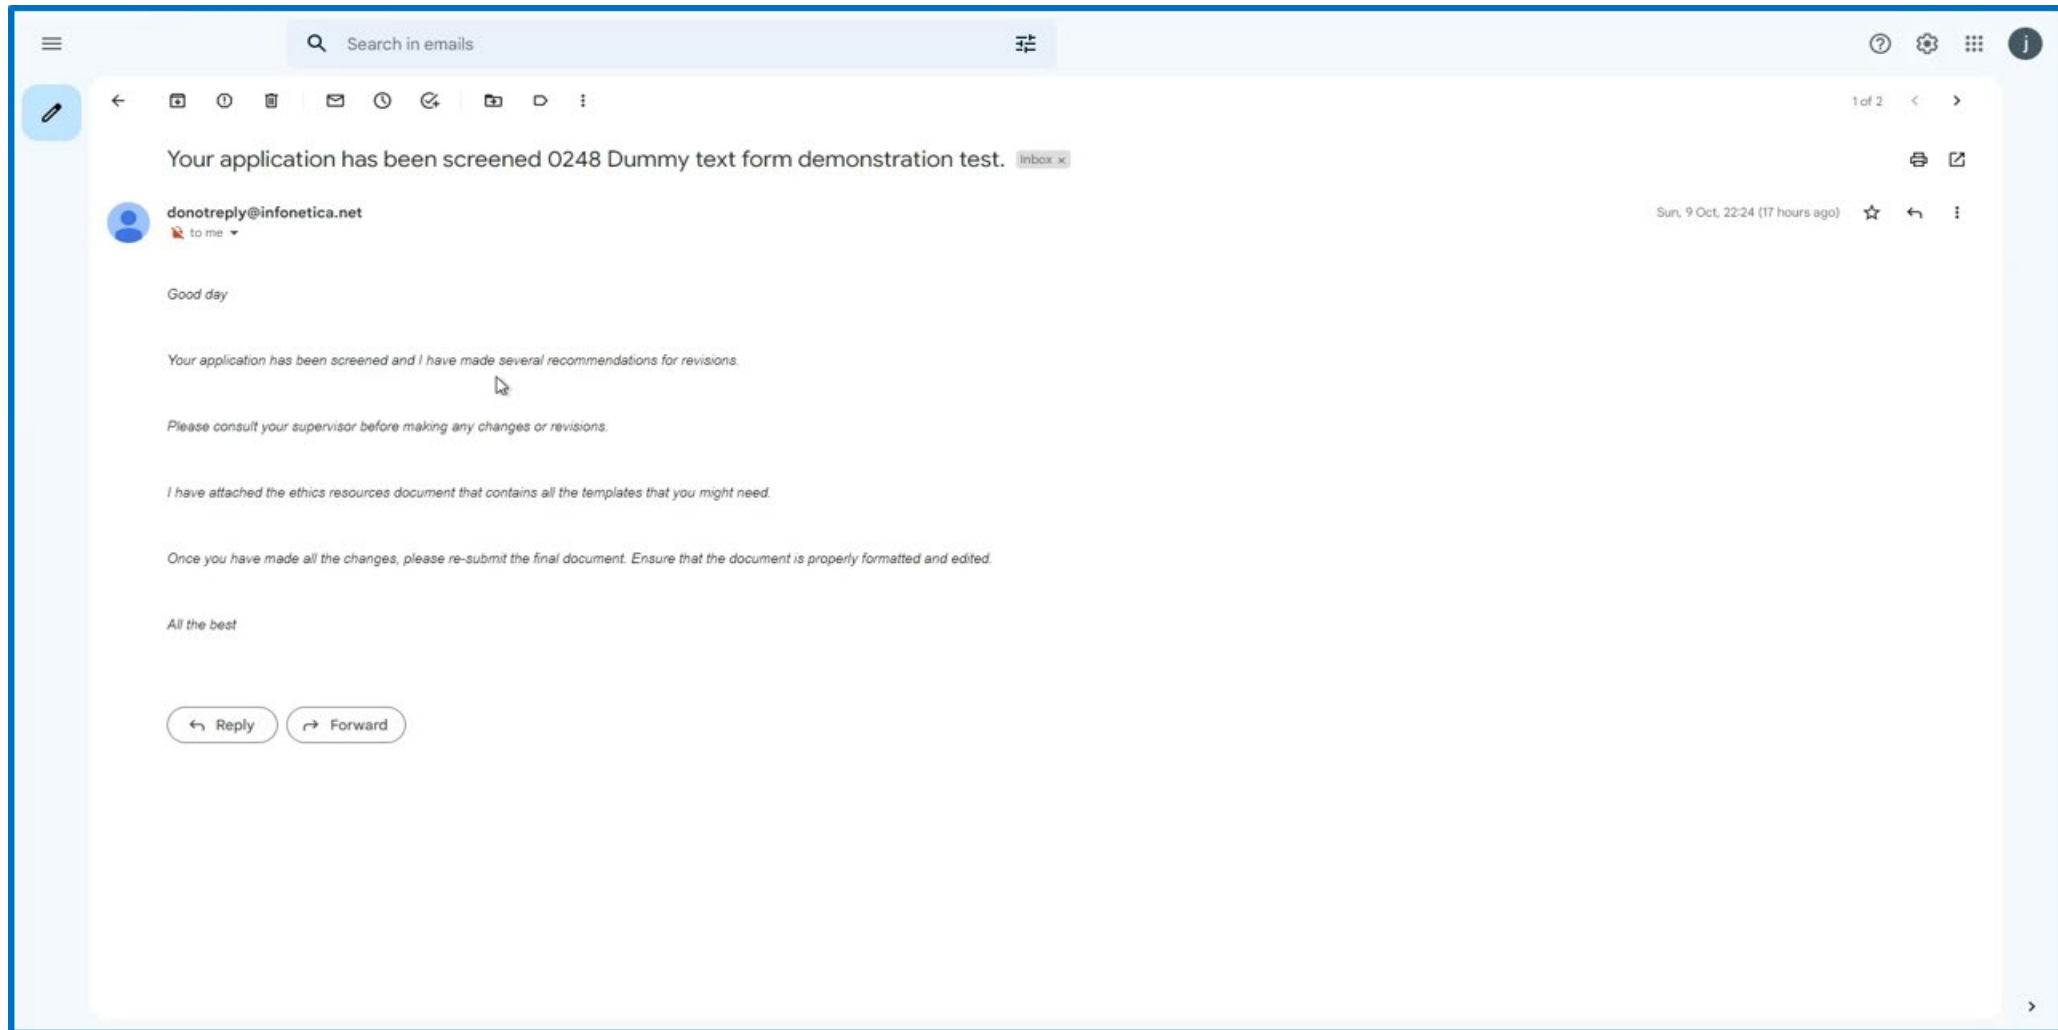 Search in emails
j
1 of 2
Your application has been screened 0248 Dummy text form demonstration test. Inbox x
donotreply@infonetica.net
Sun, 9 Oct, 22:24 (17 hours ago)
to me
Good day
Your application has been screened and I have made several recommendations for revisions.
Please consult your supervisor before making any changes or revisions.
I have attached the ethics resources document that contains all the templates that you might need.
Once you have made all the changes, please re-submit the final document. Ensure that the document is properly formatted and edited.
All the best
Reply Forward